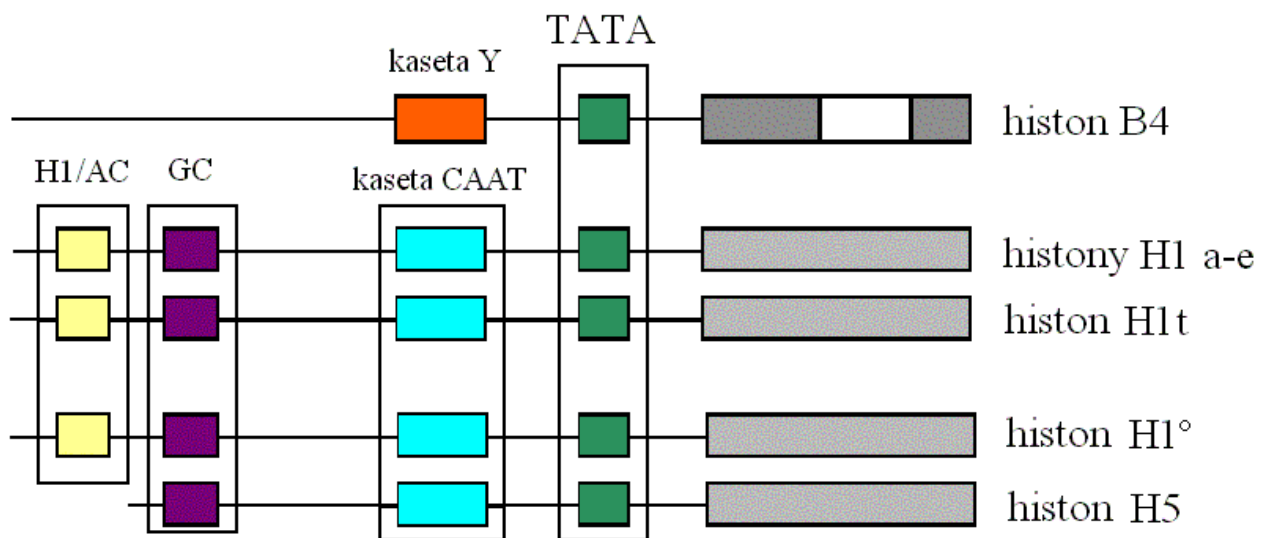 TATA
kaseta Y
histon B4
H1/AC
GC
kaseta CAAT
histony H1 a-e
histon H1t
histon H1°
histon H5